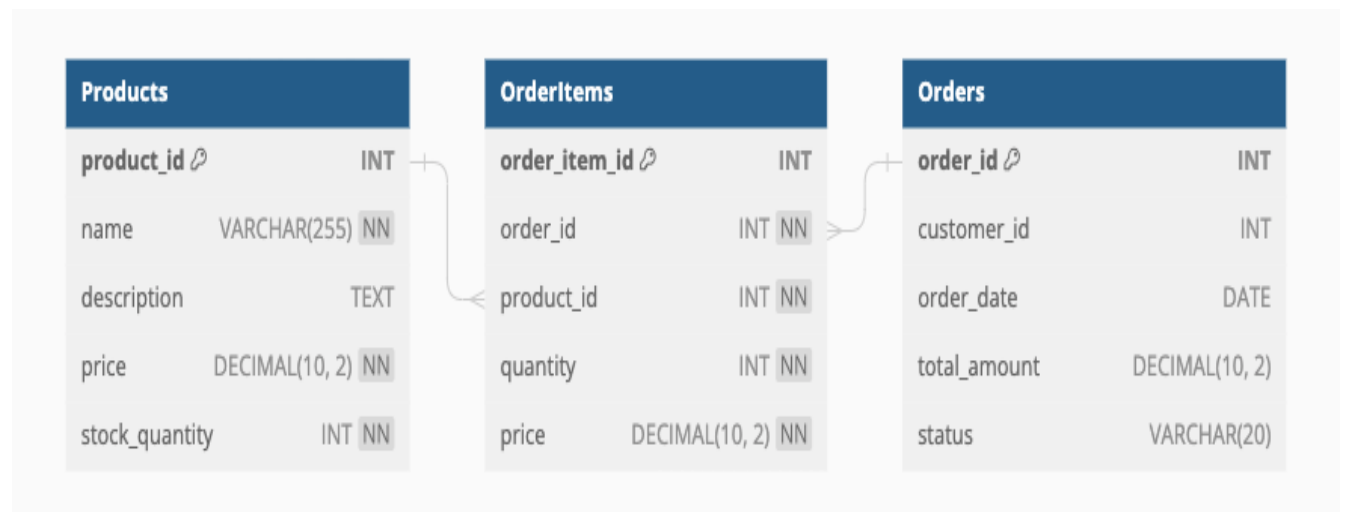 Products
product_id INT
name VARCHAR(255) NN
description TEXT
price DECIMAL(10, 2) NN
stock_quantity INT NN
OrderItems
order_item_id INT
order_id INT NN
product_id INT NN
quantity INT NN
price DECIMAL(10, 2) NN
Orders
order_id INT
customer_id INT
order_date DATE
total_amount DECIMAL(10, 2)
status VARCHAR(20)